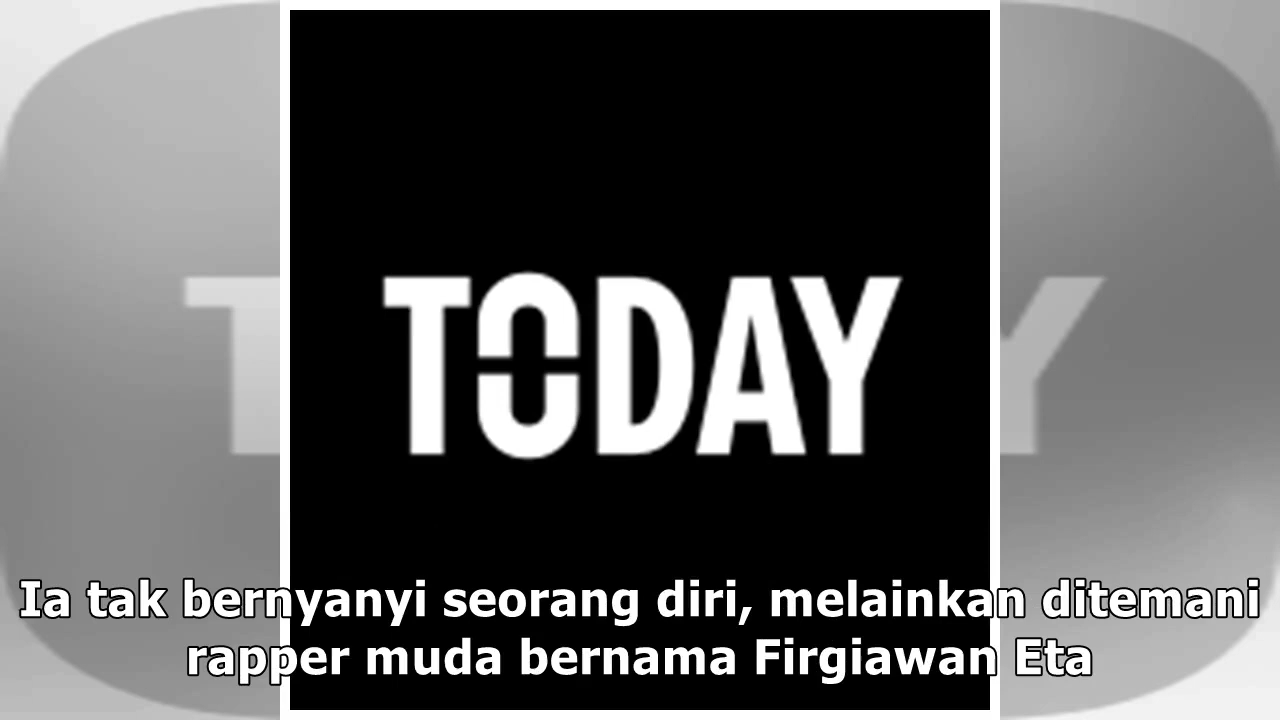 TODAY
Ia tak bernyanyi seorang diri, melainkan ditemani
rapper muda bernama Firgiawan Eta